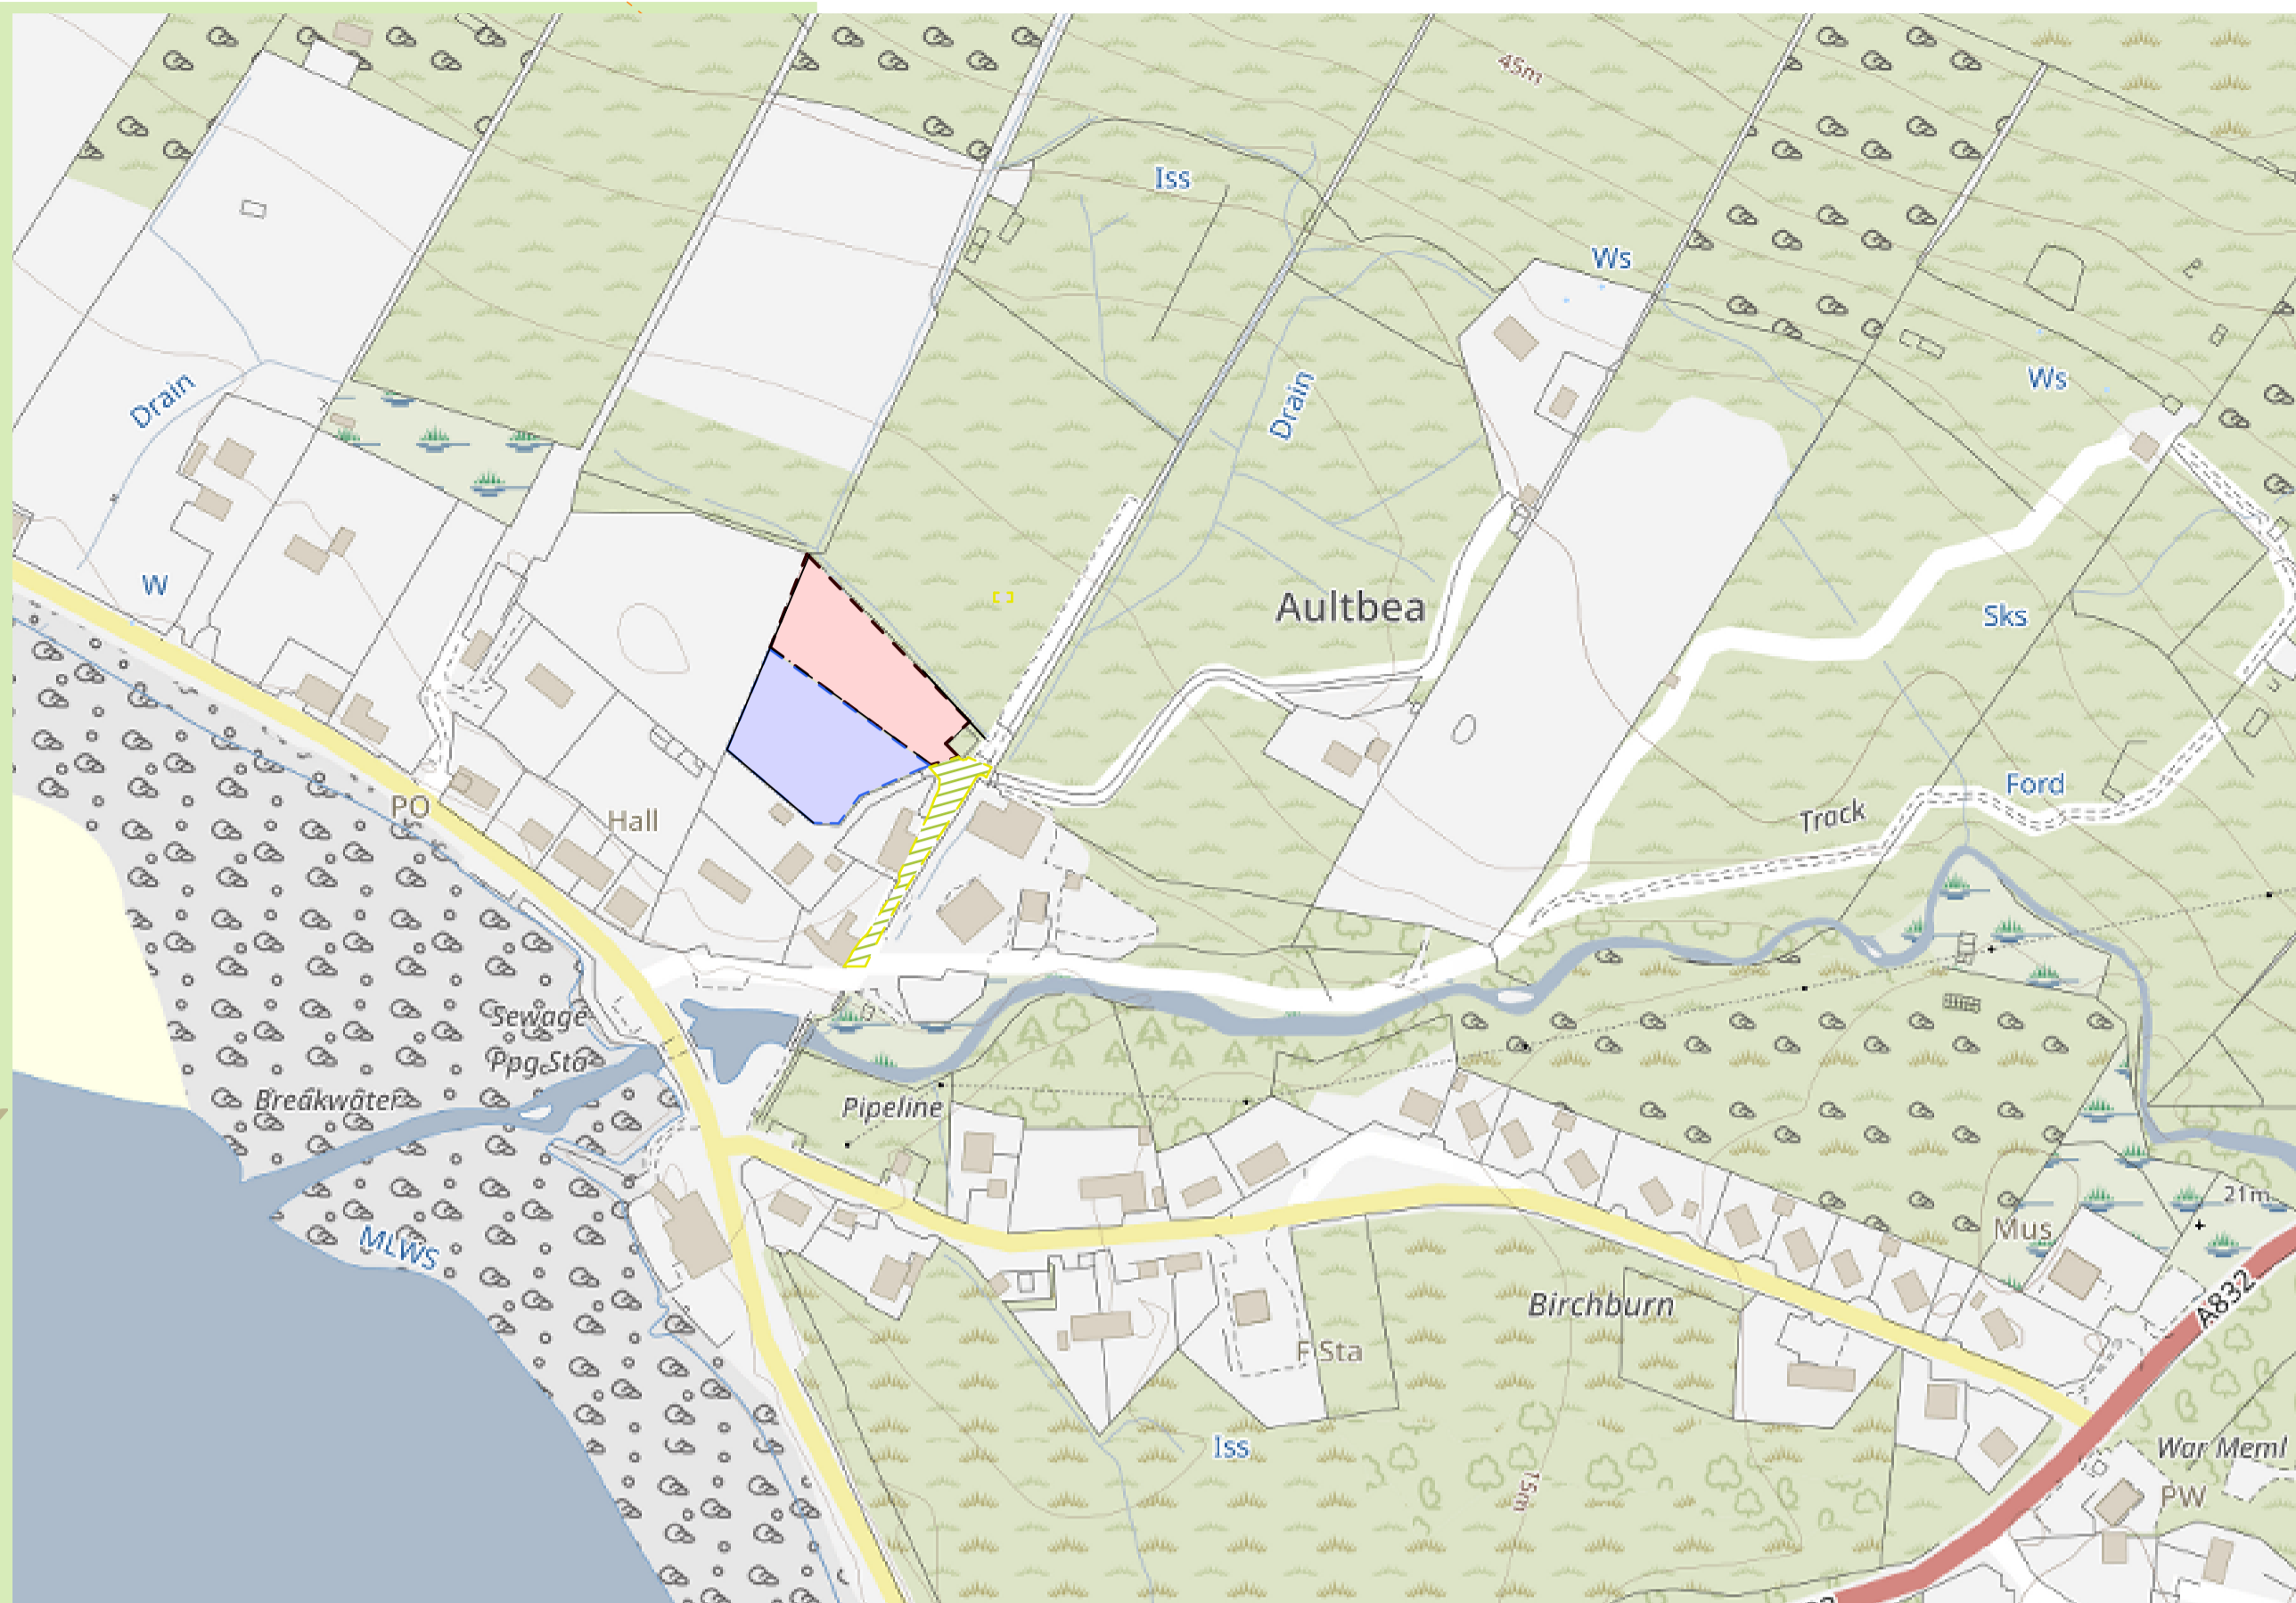 45m
Iss
Ws
Drain
Ws
Drain
W
Aultbea
Sks
Ford
PO
Hall
Track
Sewage
Ppg Sta
Breakwater
Pipeline
MLWS
21m
Mus
A832
Birchburn
F Sta
Iss
War Meml
15m
PW